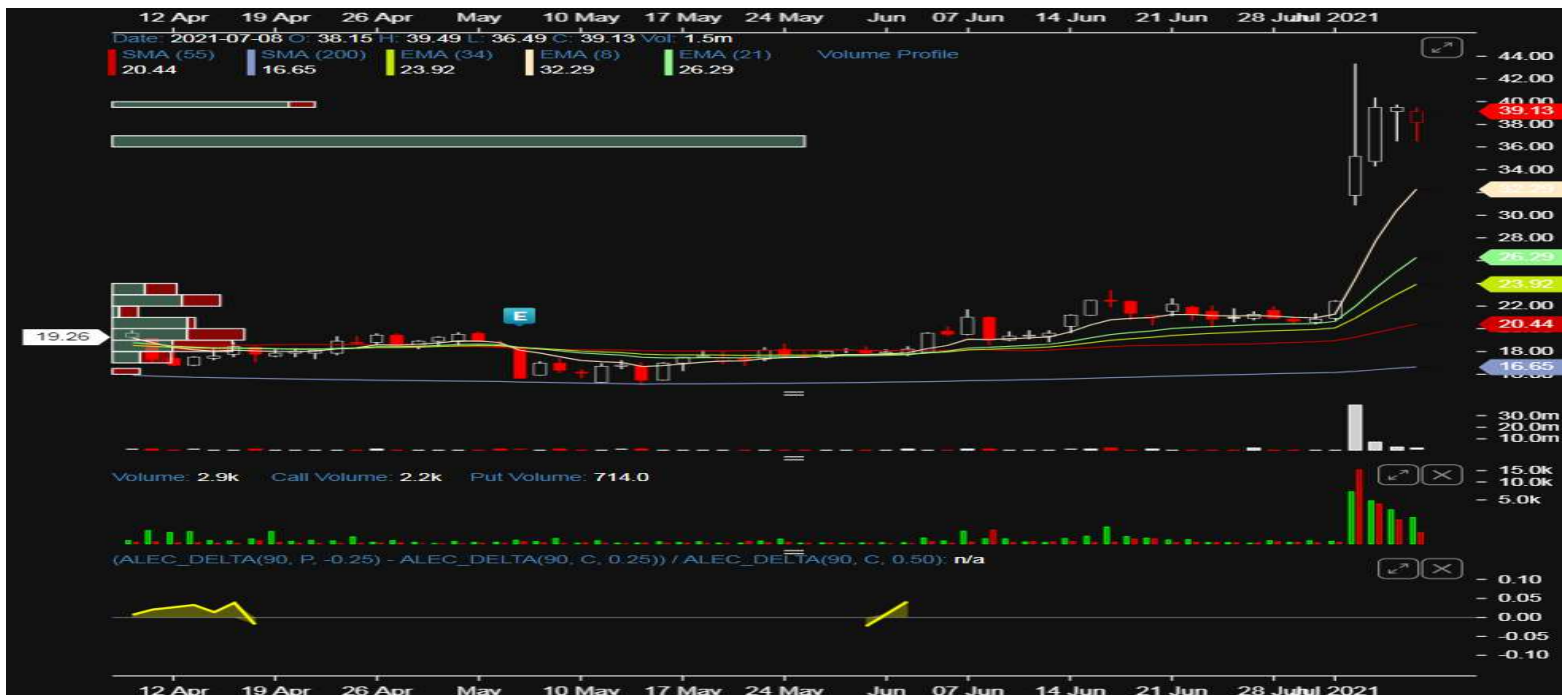 12 Apr 19 Apr 26 Apr May 10 May 17 May 24 May Jun 07 Jun 14 Jun 21 Jun 28 Jun Jul 2021
Date: 2021-07-08 O: 38.15 H: 39.49 L: 36.49 C: 39.13 Vol: 1.5m
SMA (55) SMA (200) EMA (34) EMA (8) EMA (21) Volume Profile
20.44 16.65 23.92 32.29 26.29
44.00
42.00
40.00
39.13
38.00
36.00
34.00
32.29
30.00
28.00
26.29
23.92
22.00
E
20.44
19.26
18.00
16.65
30.0m
20.0m
10.0m
Volume: 2.9k Call Volume: 2.2k Put Volume: 714.0
15.0k
10.0k
5.0k
(ALEC_DELTA(90, P, -0.25) - ALEC_DELTA(90, C, 0.25)) / ALEC_DELTA(90, C, 0.50): n/a
0.10
0.05
0.00
-0.05
-0.10
12 Apr 19 Apr 26 Apr May 10 May 17 May 24 May Jun 07 Jun 14 Jun 21 Jun 28 Jun Jul 2021